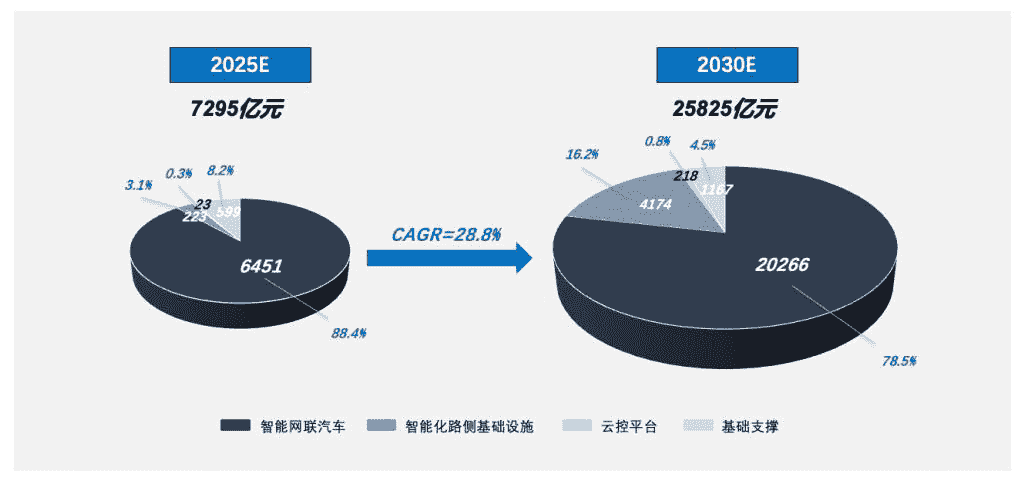 2025E
7295亿元
2030E
25825亿元
3.1%
0.3%
8.2%
23
223
599
6451
88.4%
CAGR=28.8%
16.2%
0.8%
4.5%
218
1167
4174
20266
78.5%
智能网联汽车
智能化路侧基础设施
云控平台
基础支撑